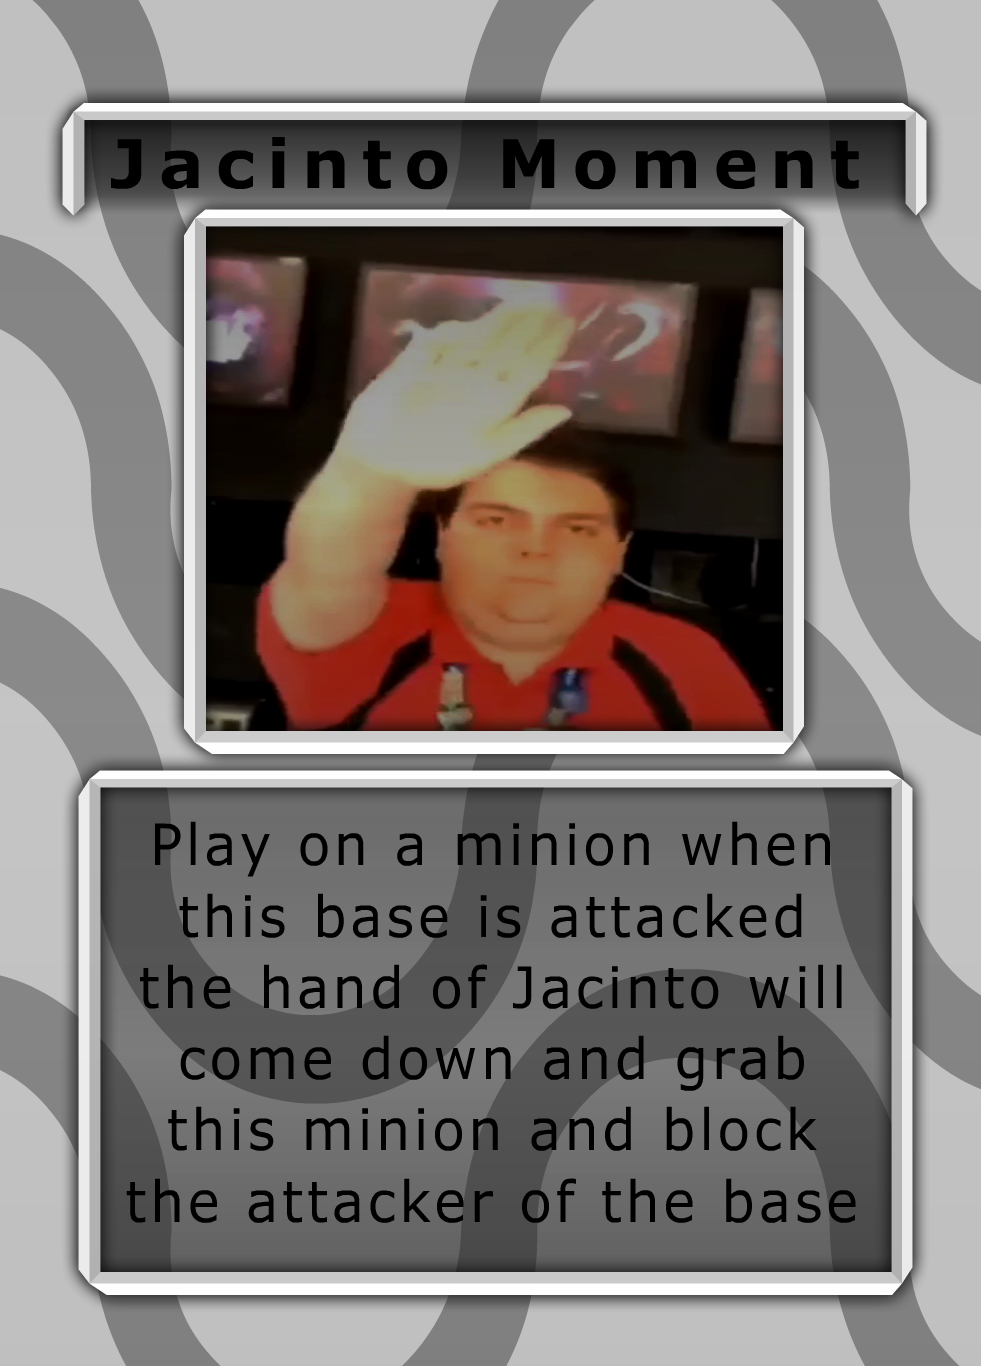 Jacinto Moment
Play on a minion when
this base is attacked
the hand of Jacinto will
come down and grab
this minion and block
the attacker of the base